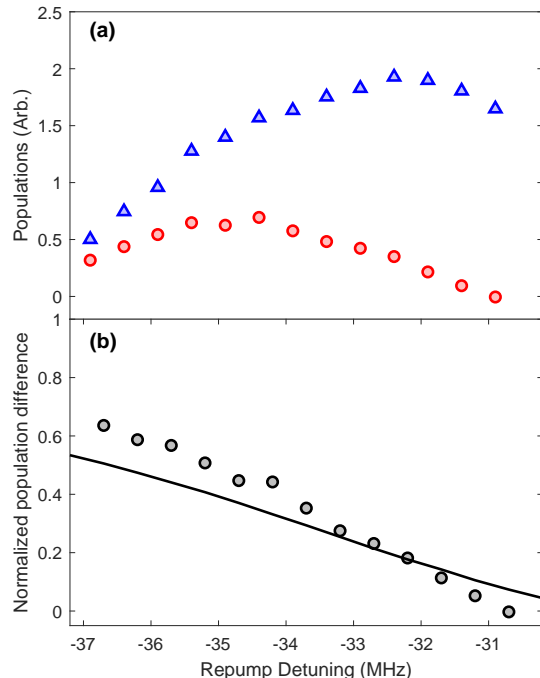 (a)
Populations (Arb.)
2.5
2
1.5
1
0.5
0
(b)
Normalized population difference
1
0.8
0.6
0.4
0.2
0
-37 -36 -35 -34 -33 -32 -31
Repump Detuning (MHz)